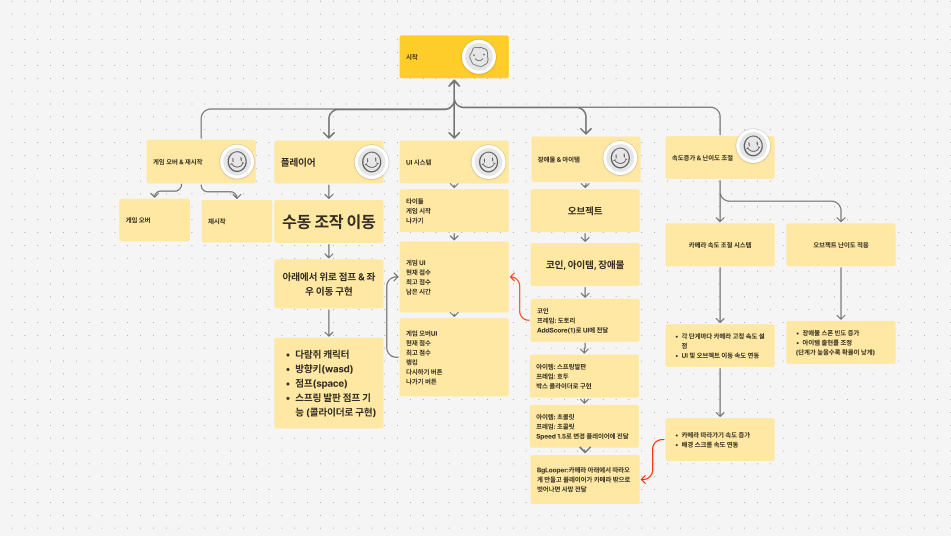 시작
게임 오버 & 재시작
게임 오버
재시작
플레이어
수동 조작 이동
아래에서 위로 점프 & 좌
우 이동 구현
• 다람쥐 캐릭터
• 방향키(wasd)
• 점프(space)
• 스프링 발판 점프 기
능 (콜라이더로 구현)
UI 시스템
타이틀
게임 시작
나가기
게임 UI
현재 점수
최고 점수
남은 시간
게임 오버UI
현재 점수
최고 점수
랭킹
다시하기 버튼
나가기 버튼
장애물 & 아이템
오브젝트
코인, 아이템, 장애물
코인
프레임: 도토리
AddScore(1)로 UI에 전달
아이템: 스프링발판
프레임: 호두
박스 콜라이더로 구현
아이템: 초콜릿
프레임: 초콜릿
Speed 1.5로 변경 플레이어에 전달
BgLooper:카메라 아래에서 따라오
게 만들고 플레이어가 카메라 밖으로
벗어나면 사망 전달
속도증가 & 난이도 조절
카메라 속도 조절 시스템
• 각 단계마다 카메라 고정 속도 설
정
• UI 및 오브젝트 이동 속도 연동
• 카메라 따라가기 속도 증가
• 배경 스크롤 속도 연동
오브젝트 난이도 적용
• 장애물 스폰 빈도 증가
• 아이템 출현률 조정
(단계가 높을수록 확률이 낮게)